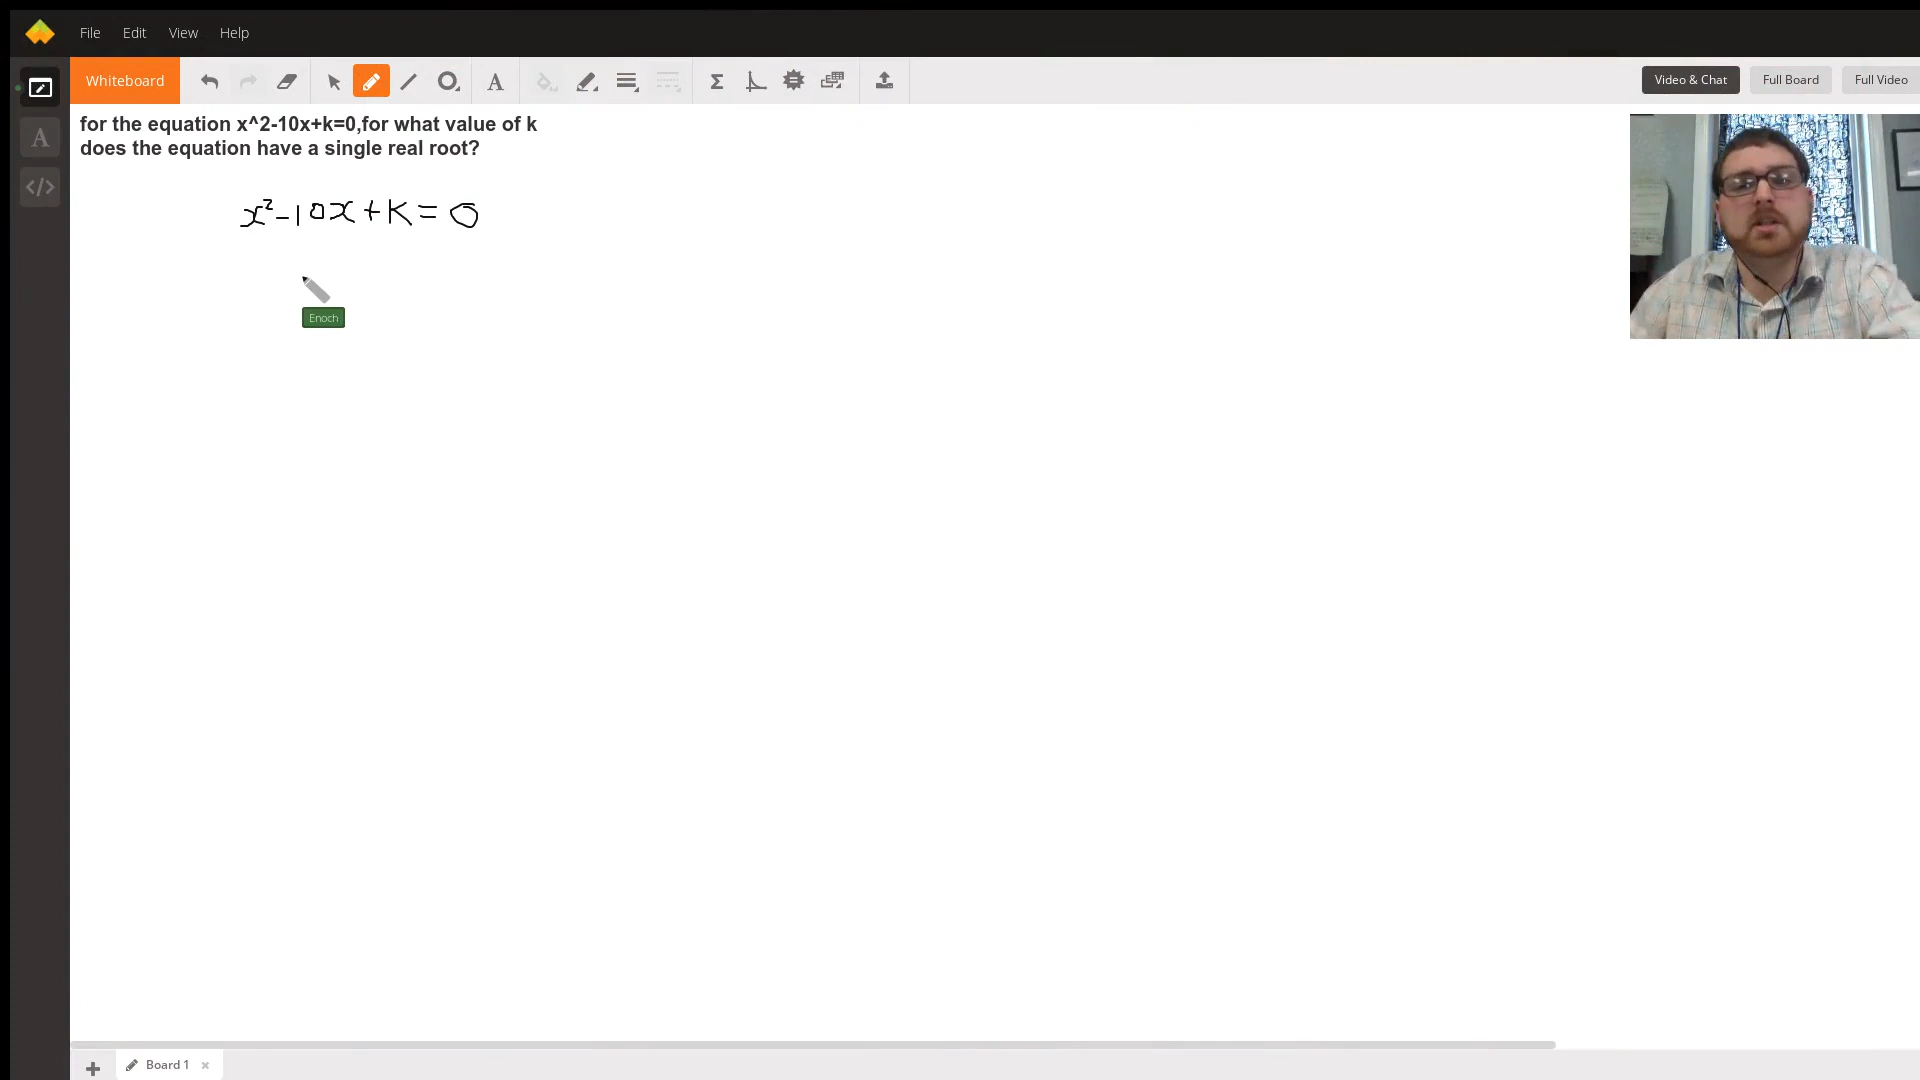 File Edit View Help
Whiteboard
Video & Chat Full Board Full Video
for the equation x^2-10x+k=0,for what value of k
does the equation have a single real root?
x²-10x+k=0
Enoch
Board 1